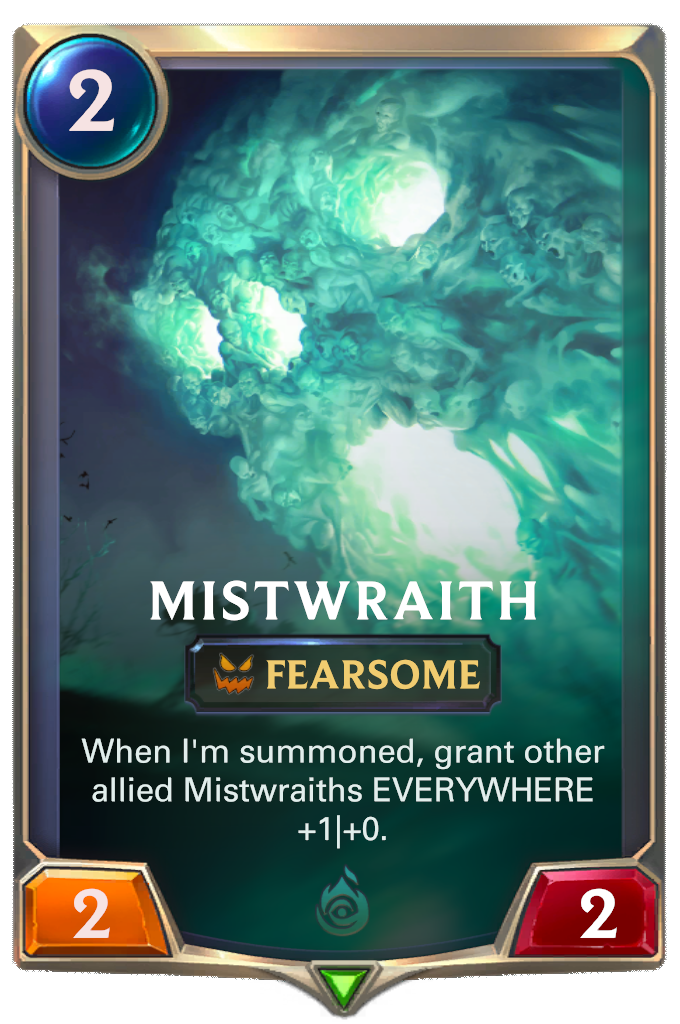 2
MISTWRAITH
FEARSOME
When I'm summoned, grant other
allied Mistwraiths EVERYWHERE
+1|+0.
2
2